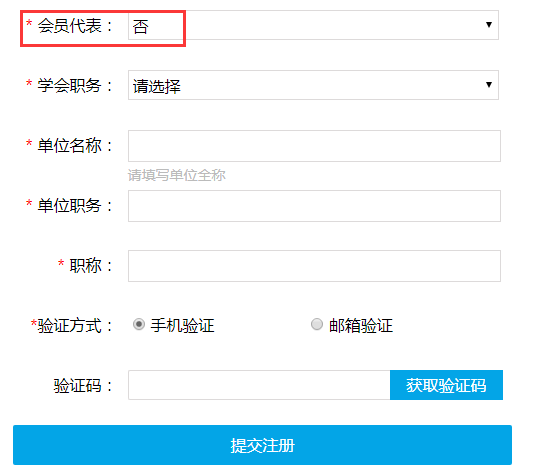 * 会员代表： 否
* 学会职务： 请选择
* 单位名称：
请填写单位全称
* 单位职务：
* 职称：
*验证方式： 手机验证 邮箱验证
验证码： 获取验证码
提交注册